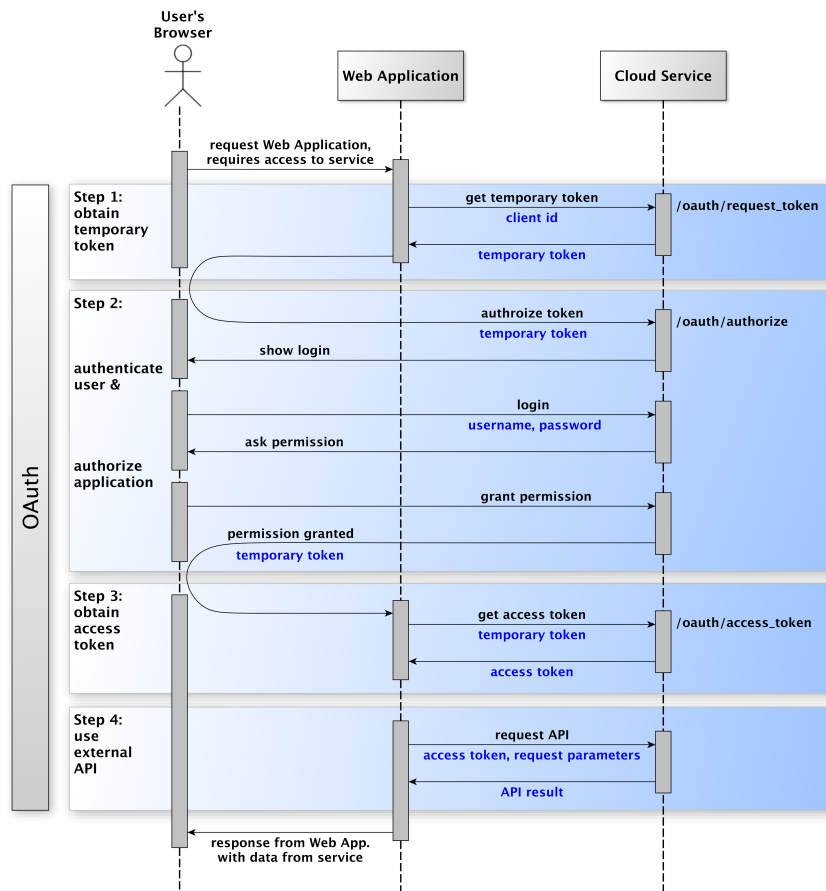 User's
Browser
Web Application
Cloud Service
request Web Application,
requires access to service
OAuth
Step 1:
obtain
temporary
token
get temporary token
client id
/oauth/request_token
temporary token
Step 2:
authroize token
temporary token
/oauth/authorize
show login
authenticate
user &
login
username, password
ask permission
authorize
application
grant permission
permission granted
temporary token
Step 3:
obtain
access
token
get access token
temporary token
/oauth/access_token
access token
Step 4:
use
external
API
request API
access token, request parameters
API result
response from Web App.
with data from service